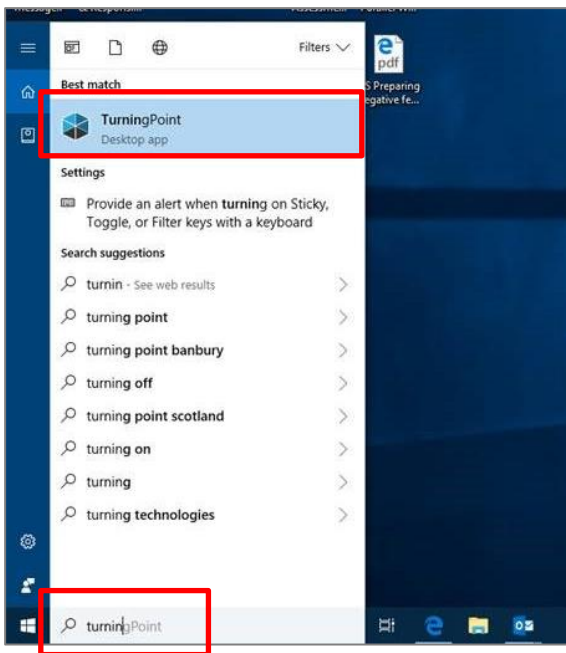 Filters
pdf
Best match
S Preparing
egative fe...
TurningPoint
Desktop app
Settings
Provide an alert when turning on Sticky,
Toggle, or Filter keys with a keyboard
Search suggestions
turnin - See web results
turning point
turning point banbury
turning off
turning point scotland
turning on
turning
turning technologies
turningPoint